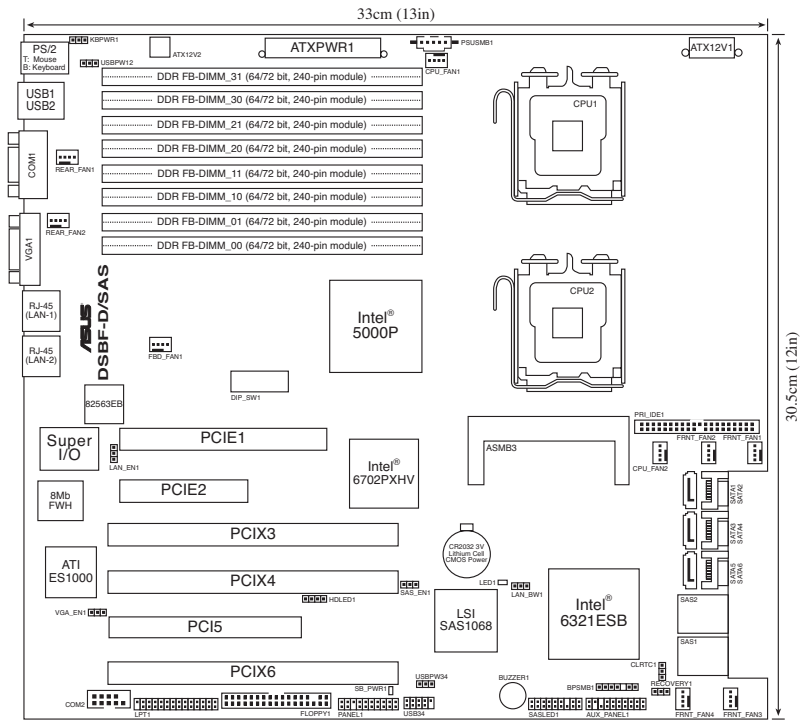 33cm (13in)
PS/2
T: Mouse
B: Keyboard
KBPWR1
USBPW12
ATX12V2
ATXPWR1
PSUSMB1
CPU_FAN1
ATX12V1
USB1
USB2
DDR FB-DIMM_31 (64/72 bit, 240-pin module)
DDR FB-DIMM_30 (64/72 bit, 240-pin module)
DDR FB-DIMM_21 (64/72 bit, 240-pin module)
DDR FB-DIMM_20 (64/72 bit, 240-pin module)
DDR FB-DIMM_11 (64/72 bit, 240-pin module)
DDR FB-DIMM_10 (64/72 bit, 240-pin module)
DDR FB-DIMM_01 (64/72 bit, 240-pin module)
DDR FB-DIMM_00 (64/72 bit, 240-pin module)
CPU1
COM1
REAR_FAN1
VGA1
REAR_FAN2
CPU2
RJ-45
(LAN-1)
RJ-45
(LAN-2)
ASUS
DSBF-D/SAS
FBD_FAN1
Intel®
5000P
30.5cm (12in)
DIP_SW1
82563EB
Super
I/O
LAN_EN1
PCIE1
PCIE2
Intel®
6702PXHV
ASMB3
PRI_IDE1
FRNT_FAN2
FRNT_FAN1
CPU_FAN2
8Mb
FWH
SATA1
SATA2
SATA3
SATA4
SATA5
SATA6
PCIX3
CR2032 3V
Lithium Cell
CMOS Power
ATI
ES1000
PCIX4
HDLED1
SAS_EN1
LED1
LAN_BW1
VGA_EN1
PCI5
LSI
SAS1068
Intel®
6321ESB
SAS2
SAS1
PCIX6
SB_PWR1
USBPW34
BUZZER1
CLRTC1
BPSMB1
RECOVERY1
COM2
LPT1
FLOPPY1
PANEL1
USB34
SASLED1
AUX_PANEL1
FRNT_FAN4
FRNT_FAN3